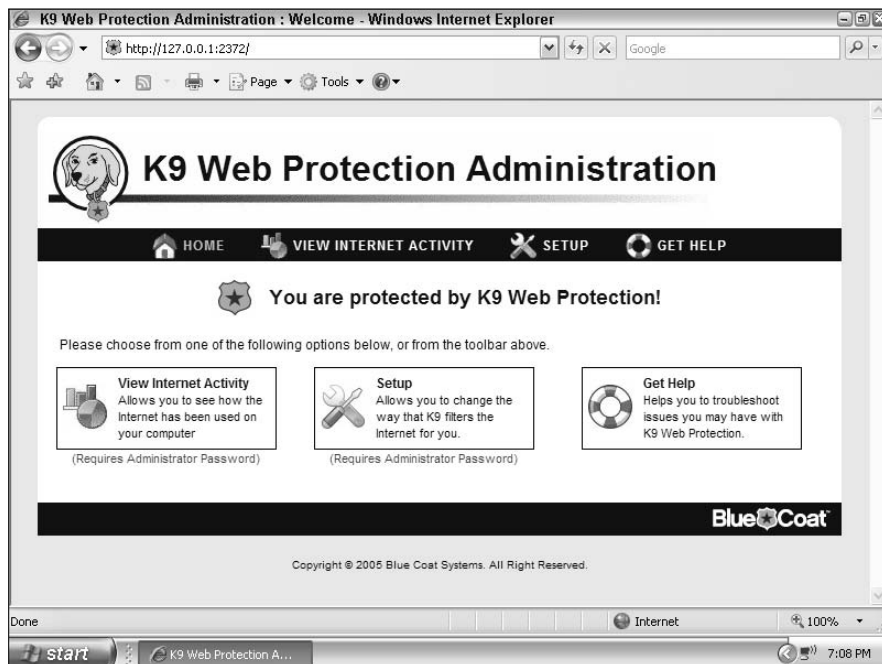 K9 Web Protection Administration : Welcome - Windows Internet Explorer
http://127.0.0.1:2372/
Google
Page
Tools
K9 Web Protection Administration
HOME
VIEW INTERNET ACTIVITY
SETUP
GET HELP
You are protected by K9 Web Protection!
Please choose from one of the following options below, or from the toolbar above.
View Internet Activity
Allows you to see how the
Internet has been used on
your computer
(Requires Administrator Password)
Setup
Allows you to change the
way that K9 filters the
Internet for you.
(Requires Administrator Password)
Get Help
Helps you to troubleshoot
issues you may have with
K9 Web Protection.
Blue Coat™
Copyright © 2005 Blue Coat Systems. All Right Reserved.
Done
Internet
100%
start
K9 Web Protection A...
7:08 PM